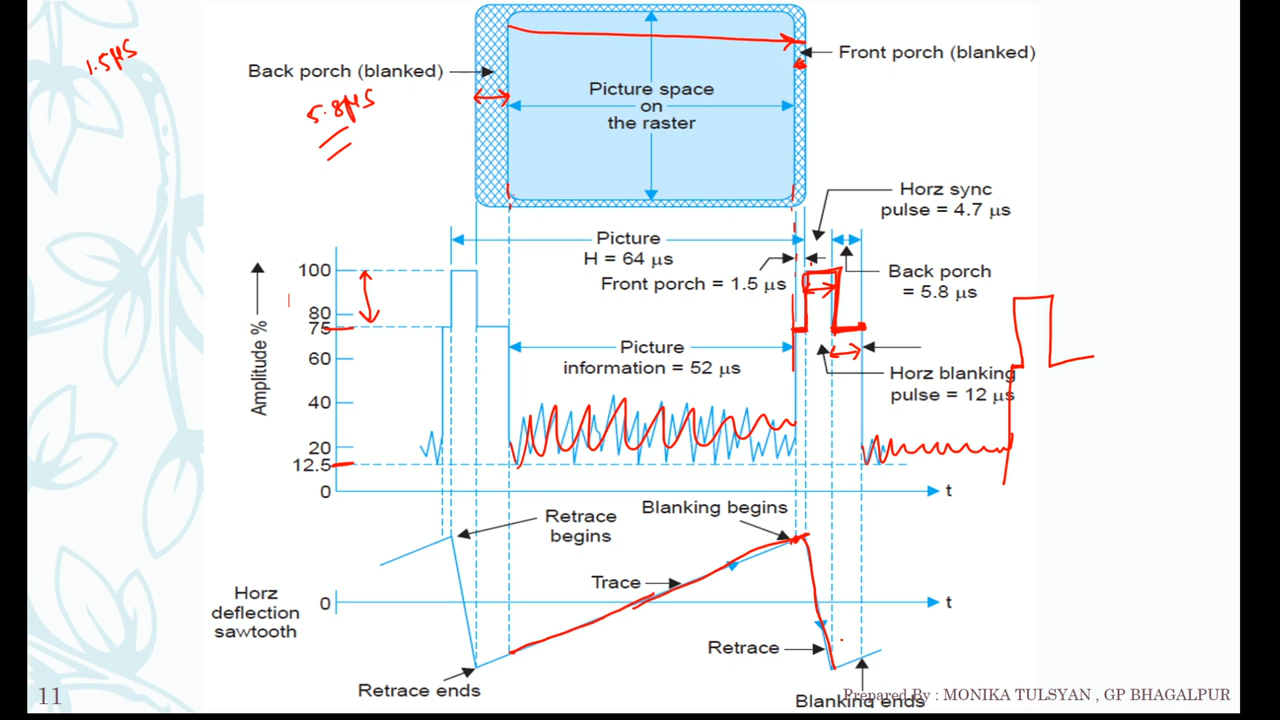 1.5µS
Back porch (blanked)
5.8µS
Front porch (blanked)
Picture space
on
the raster
Horz sync
pulse = 4.7 µs
Picture
H = 64 µs
Front porch = 1.5 µs
Back porch
= 5.8 µs
Amplitude %
100
80
75
60
40
20
12.5
0
Picture
information = 52 µs
Horz blanking
pulse = 12 µs
t
Retrace
begins
Blanking begins
Trace
Horz
deflection
sawtooth
0
t
Retrace
Retrace ends
Blanking ends
11
Prepared By : MONIKA TULSYAN , GP BHAGALPUR